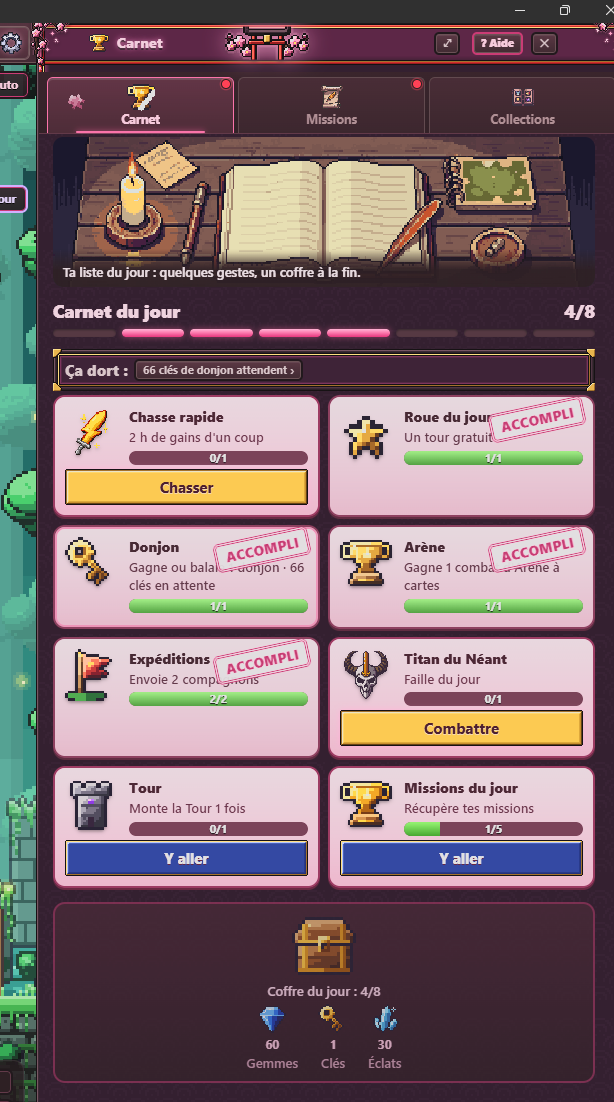 Carnet
? Aide
uto
Carnet
Missions
Collections
our
Ta liste du jour : quelques gestes, un coffre à la fin.
Carnet du jour
4/8
Ça dort :
66 clés de donjon attendent ›
Chasse rapide
2 h de gains d'un coup
0/1
Chasser
Roue du jour
ACCOMPLI
Un tour gratuit
1/1
Donjon
ACCOMPLI
Gagne ou donjon · 66
clés en attente
1/1
Arène
ACCOMPLI
Gagne 1 Arène à
cartes
1/1
Expéditions
ACCOMPLI
Envoie 2 compagnons
2/2
Titan du Néant
Faille du jour
0/1
Combattre
Tour
Monte la Tour 1 fois
0/1
Y aller
Missions du jour
Récupère tes missions
1/5
Y aller
Coffre du jour : 4/8
60
1
30
Gemmes
Clés
Éclats